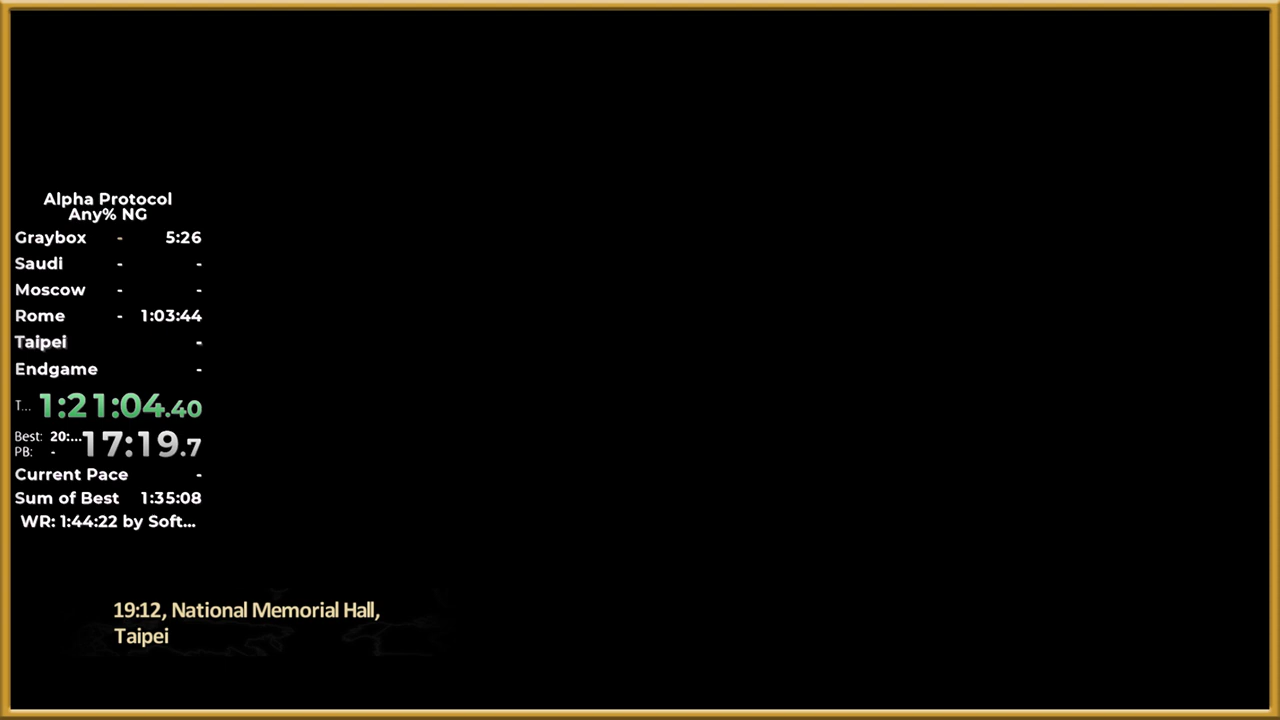 Alpha Protocol
Any% NG
Graybox - 5:26
Saudi - -
Moscow - -
Rome - 1:03:44
Taipei -
Endgame -
T... 1:21:04.40
Best: 20:... 17:19.7
PB: -
Current Pace -
Sum of Best 1:35:08
WR: 1:44:22 by Soft...
19:12, National Memorial Hall,
Taipei